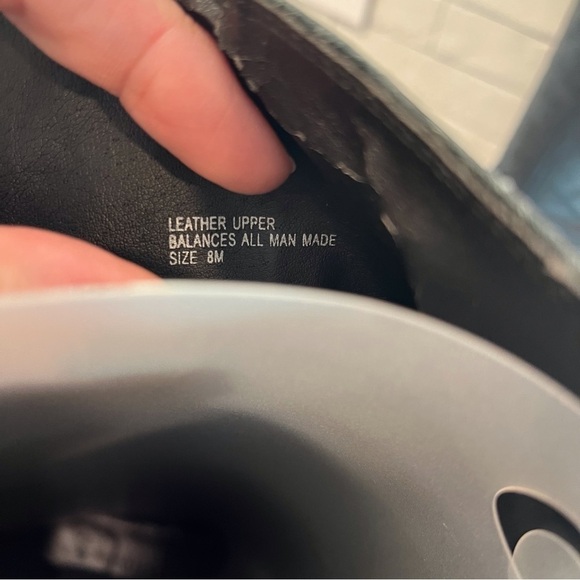 LEATHER UPPER
BALANCES ALL MAN MADE
SIZE 8M